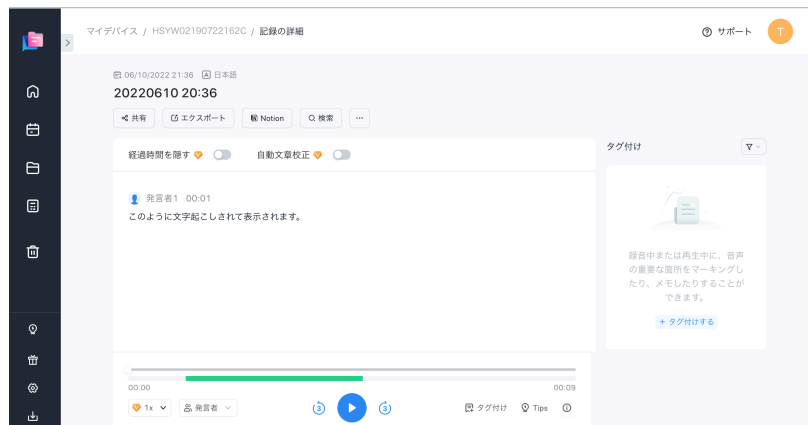 マイデバイス / HSYW02190722162C / 記録の詳細
サポート
T
06/10/2022 21:36 A 日本語
20220610 20:36
共有 エクスポート Notion 検索 ...
経過時間を隠す 自動文章校正
タグ付け
発言者1 00:01
このように文字起こしされて表示されます。
録音中または再生中に、音声
の重要な箇所をマーキングし
たり、メモしたりすることが
できます。
+ タグ付けする
00:00 00:09
1x 発言者 3 3 タグ付け Tips